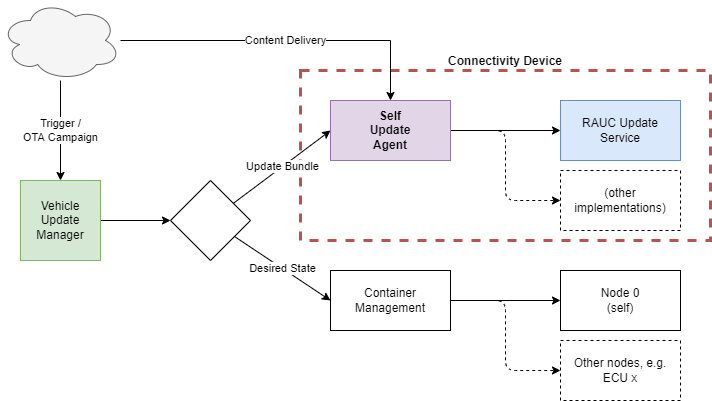 Content Delivery
Connectivity Device
Trigger /
OTA Campaign
Self
Update
Agent
RAUC Update
Service
Update Bundle
(other
implementations)
Vehicle
Update
Manager
Desired State
Container
Management
Node 0
(self)
Other nodes, e.g.
ECU x